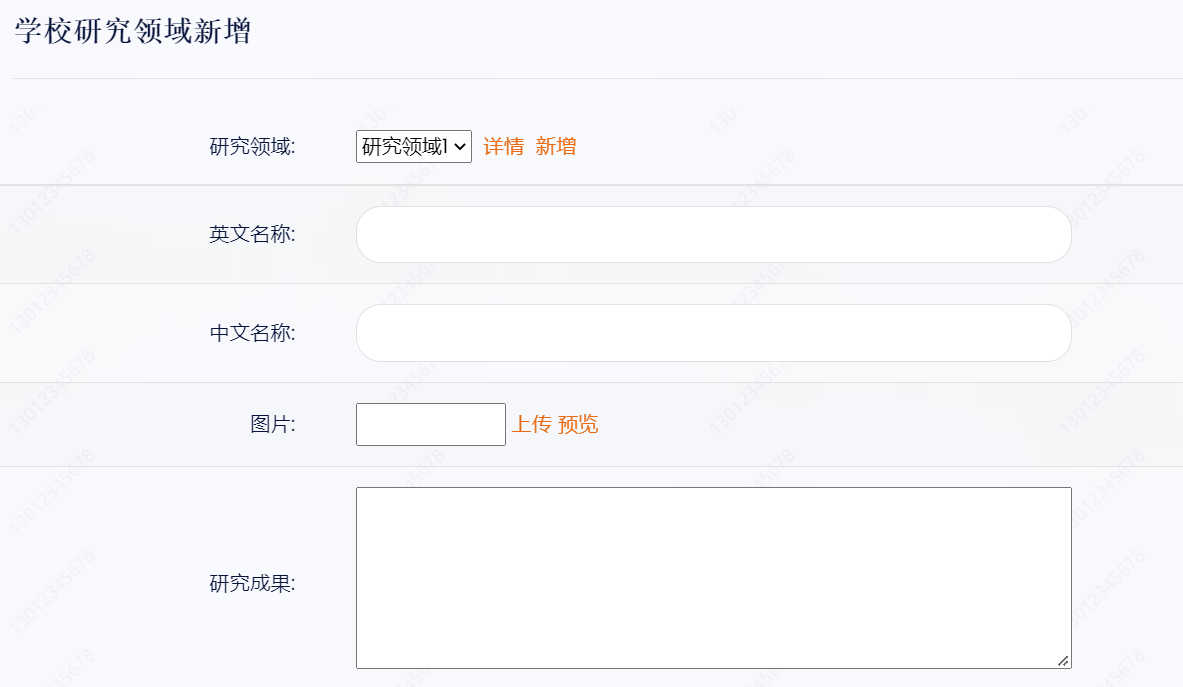 学校研究领域新增
研究领域: 研究领域1 详情 新增
英文名称:
中文名称:
图片: 上传 预览
研究成果:
13012345678